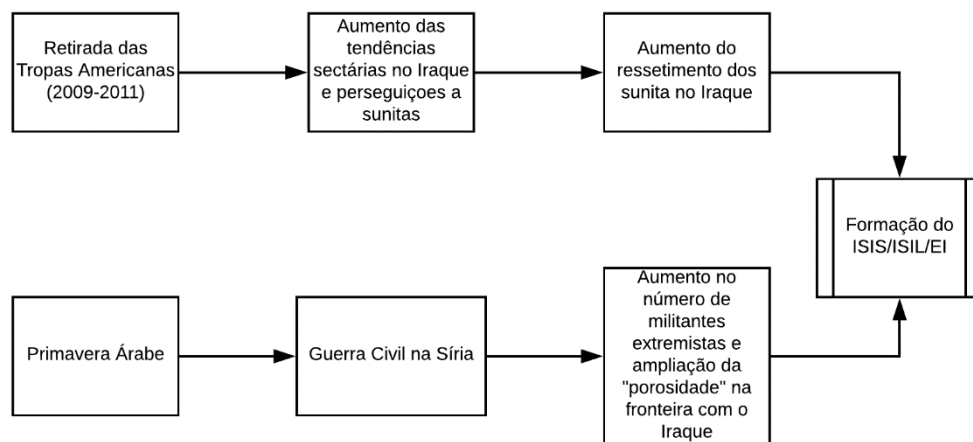 Retirada das
Tropas Americanas
(2009-2011)
Aumento das
tendências
sectárias no Iraque
e perseguiçoes a
sunitas
Aumento do
ressetimento dos
sunita no Iraque
Formação do
ISIS/ISIL/EI
Primavera Árabe
Guerra Civil na Síria
Aumento no
número de
militantes
extremistas e
ampliação da
"porosidade" na
fronteira com o
Iraque